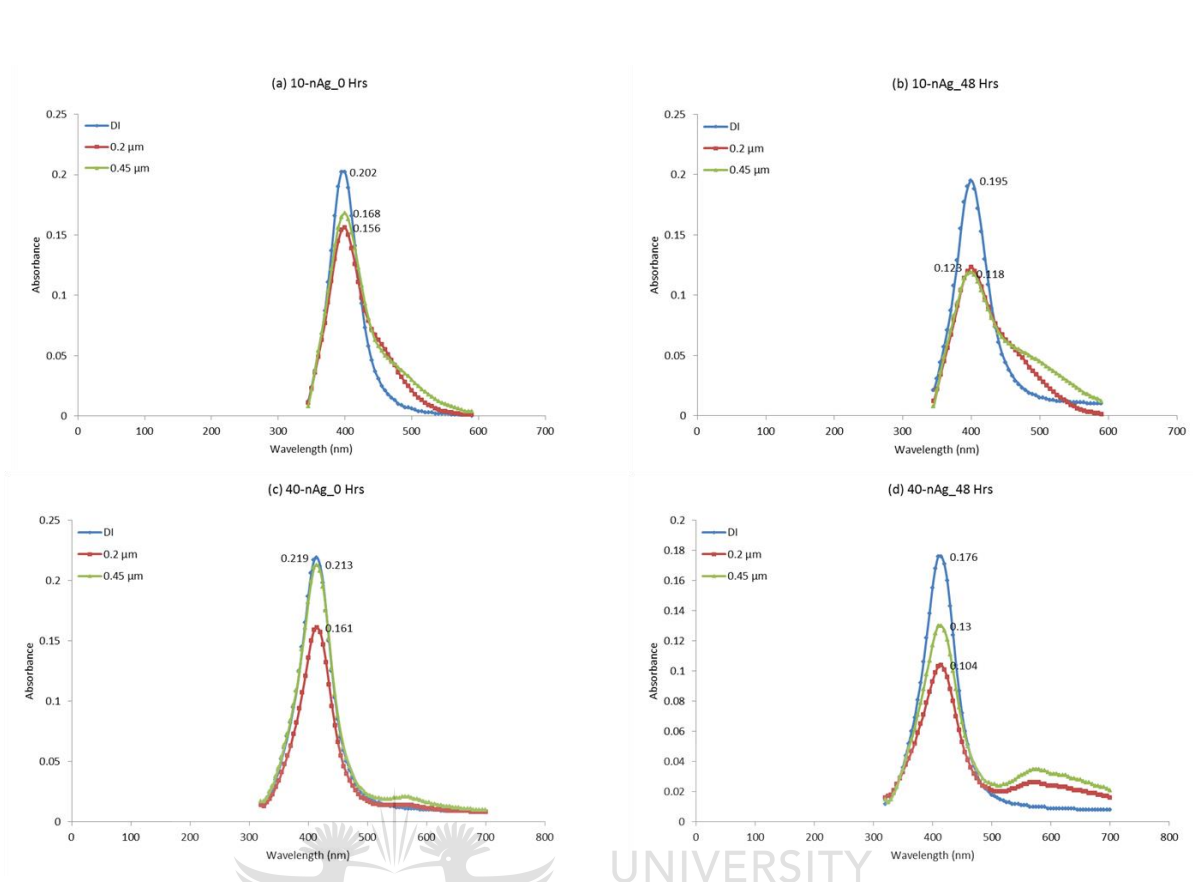 (a) 10-nAg_0 Hrs
0.25
0.2
0.15
0.1
0.05
0
0 100 200 300 400 500 600 700
Absorbance
Wavelength (nm)
DI
0.2 µm
0.45 µm
0.202
0.168
0.156
(b) 10-nAg_48 Hrs
0.25
0.2
0.15
0.1
0.05
0
0 100 200 300 400 500 600 700
Absorbance
Wavelength (nm)
DI
0.2 µm
0.45 µm
0.195
0.123 0.118
(c) 40-nAg_0 Hrs
0.25
0.2
0.15
0.1
0.05
0
0 100 200 300 400 500 600 700 800
Absorbance
Wavelength (nm)
DI
0.2 µm
0.45 µm
0.219 0.213
0.161
(d) 40-nAg_48 Hrs
0.2
0.18
0.16
0.14
0.12
0.1
0.08
0.06
0.04
0.02
0
0 100 200 300 400 500 600 700 800
Absorbance
Wavelength (nm)
DI
0.2 µm
0.45 µm
0.176
0.13
0.104
UNIVERSITY